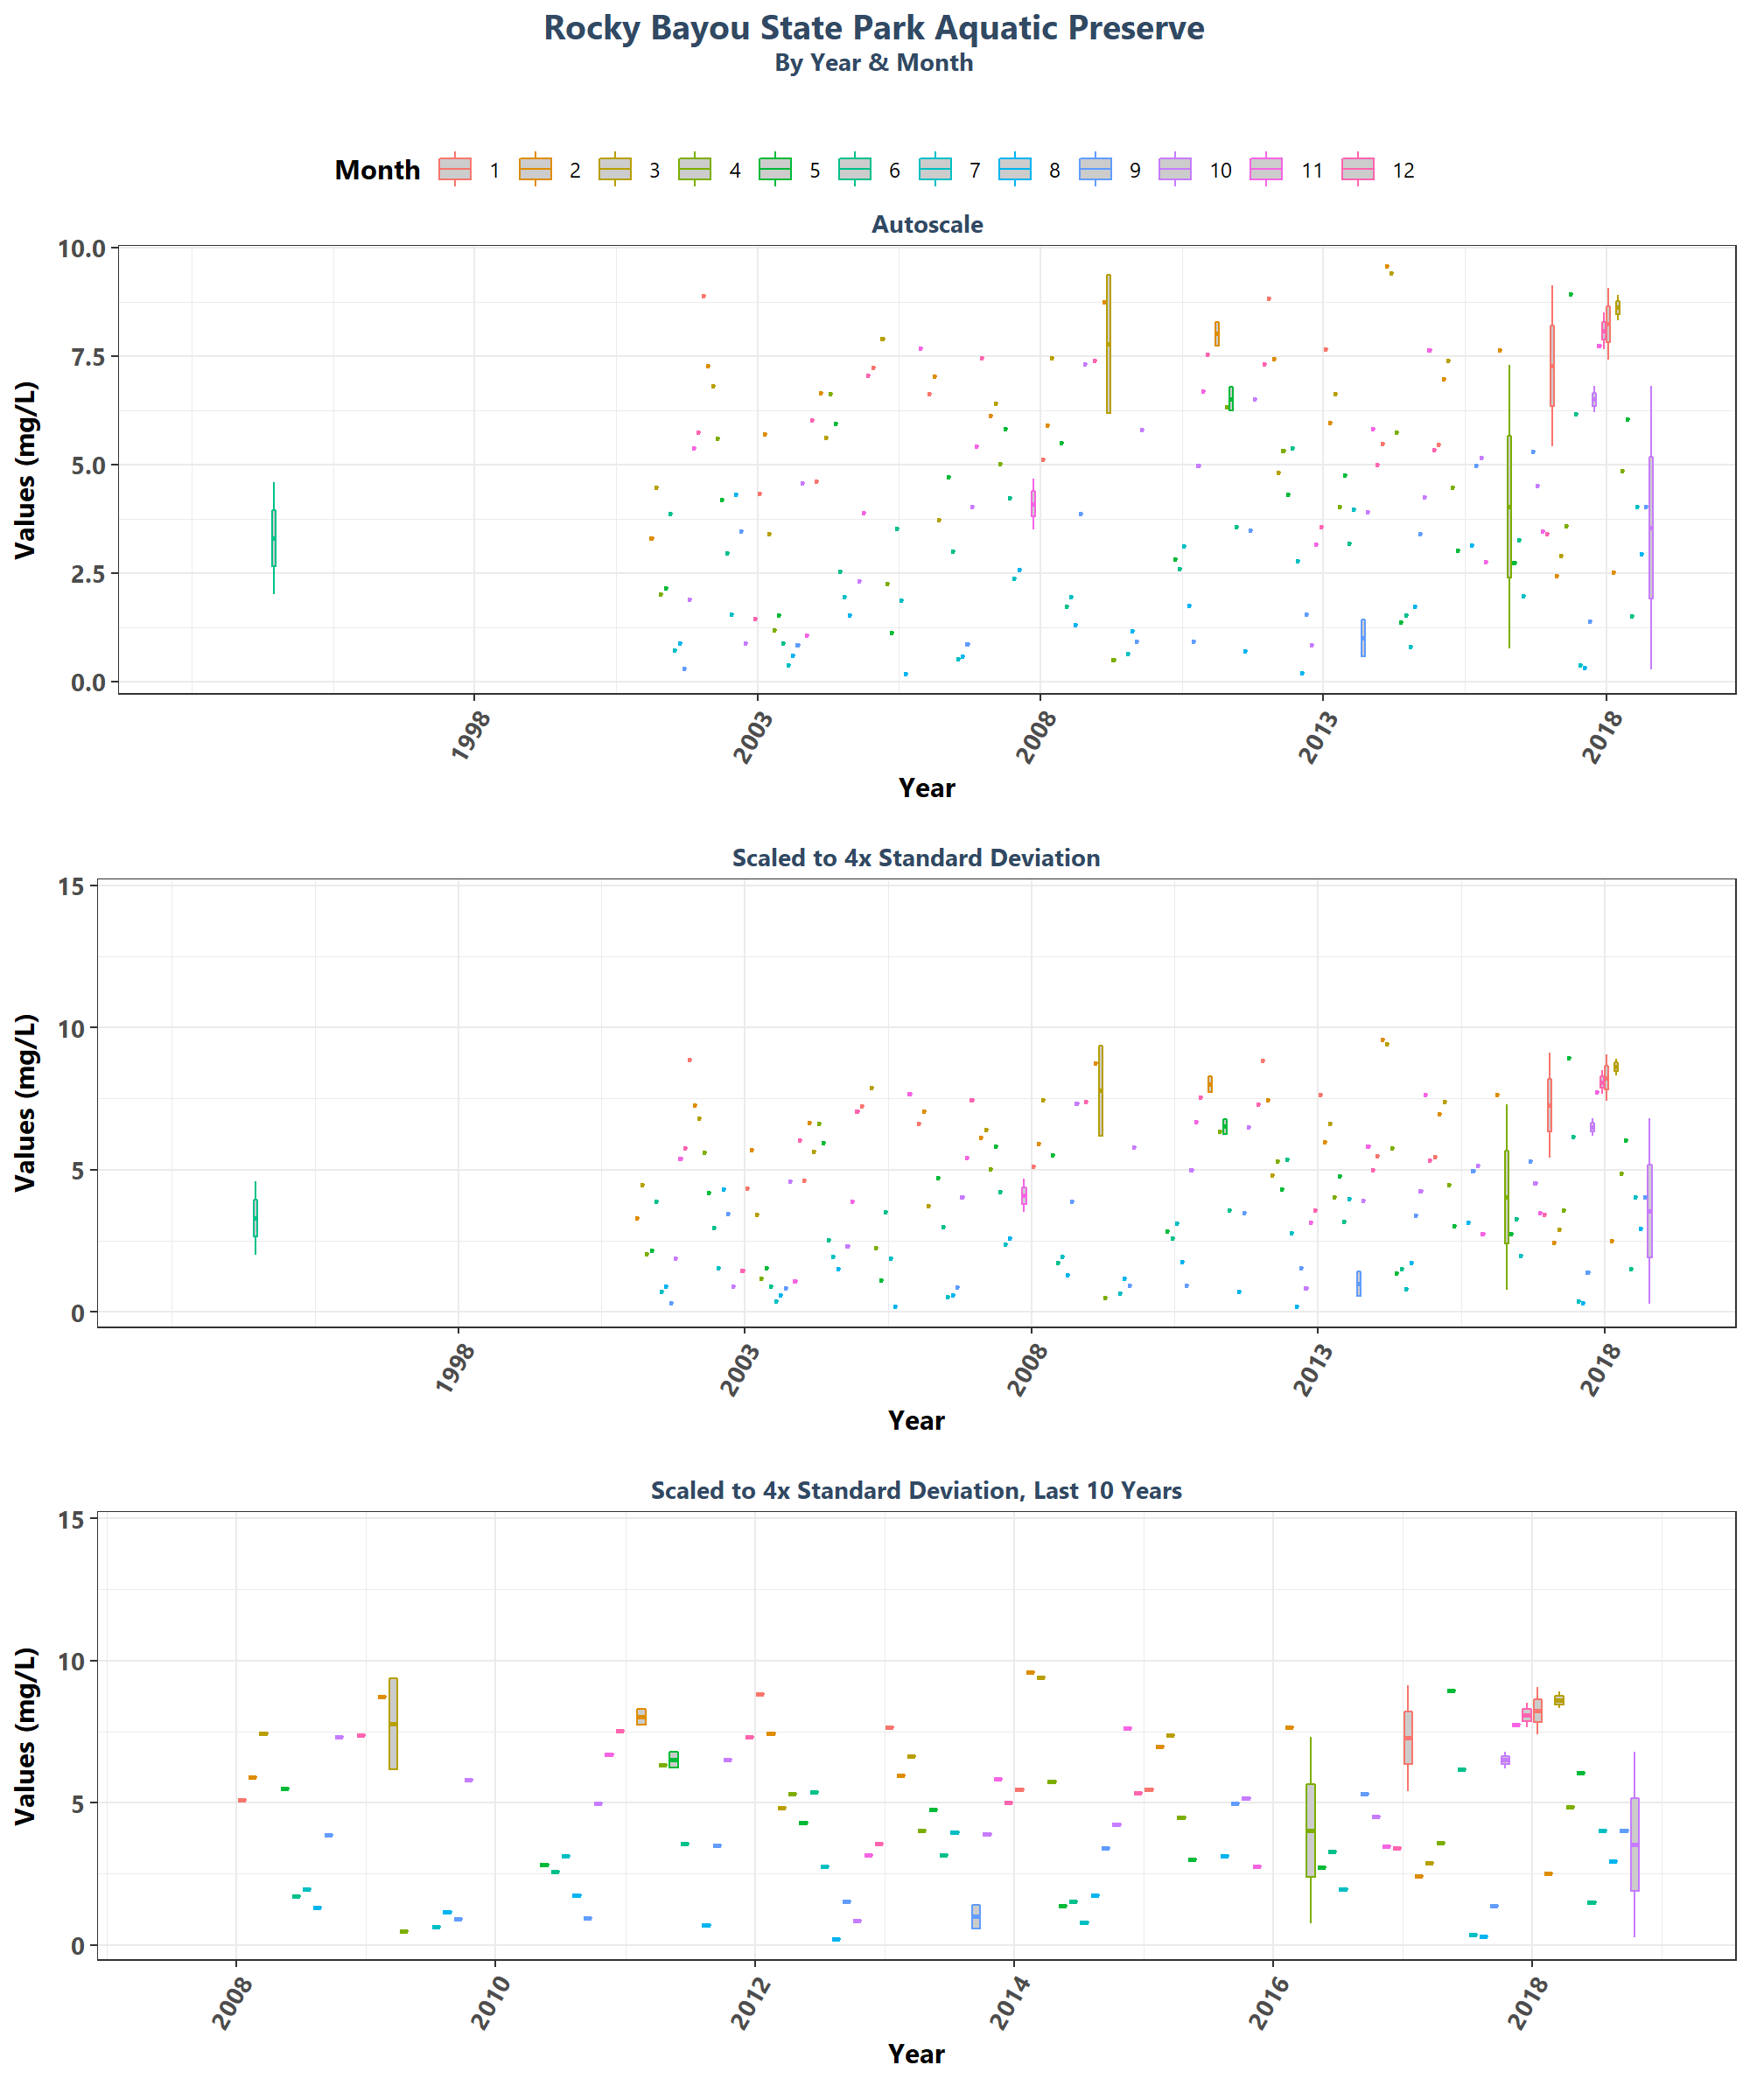 Rocky Bayou State Park Aquatic Preserve
By Year & Month
Month 1 2 3 4 5 6 7 8 9 10 11 12
Autoscale
10.0
7.5
5.0
2.5
0.0
Values (mg/L)
1998 2003 2008 2013 2018
Year
Scaled to 4x Standard Deviation
15
10
5
0
Values (mg/L)
1998 2003 2008 2013 2018
Year
Scaled to 4x Standard Deviation, Last 10 Years
15
10
5
0
Values (mg/L)
2008 2010 2012 2014 2016 2018
Year